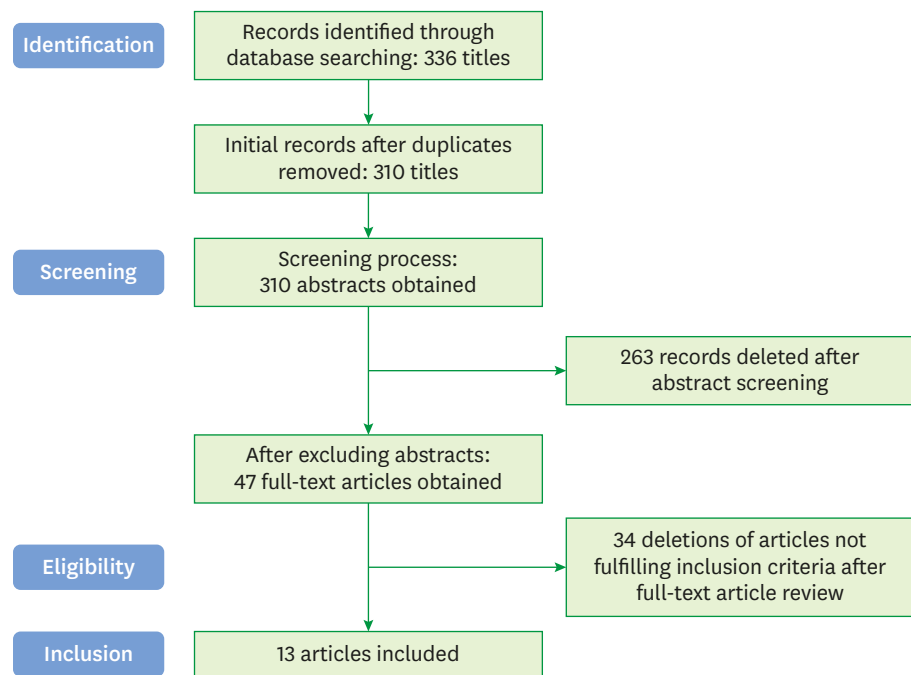 Identification
Records identified through
database searching: 336 titles
Initial records after duplicates
removed: 310 titles
Screening
Screening process:
310 abstracts obtained
263 records deleted after
abstract screening
After excluding abstracts:
47 full-text articles obtained
Eligibility
34 deletions of articles not
fulfilling inclusion criteria after
full-text article review
Inclusion
13 articles included